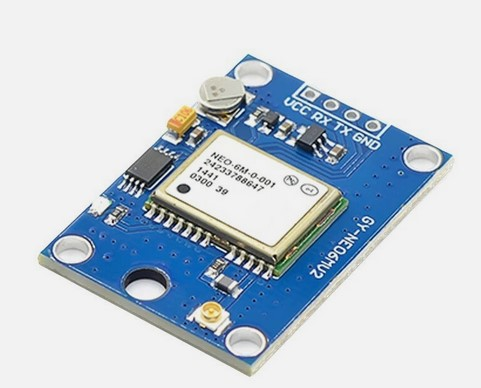 VCC RX TX GND
NEO-6M-0-001
24233788647
1441
0300 39
GY-NEO6MV2